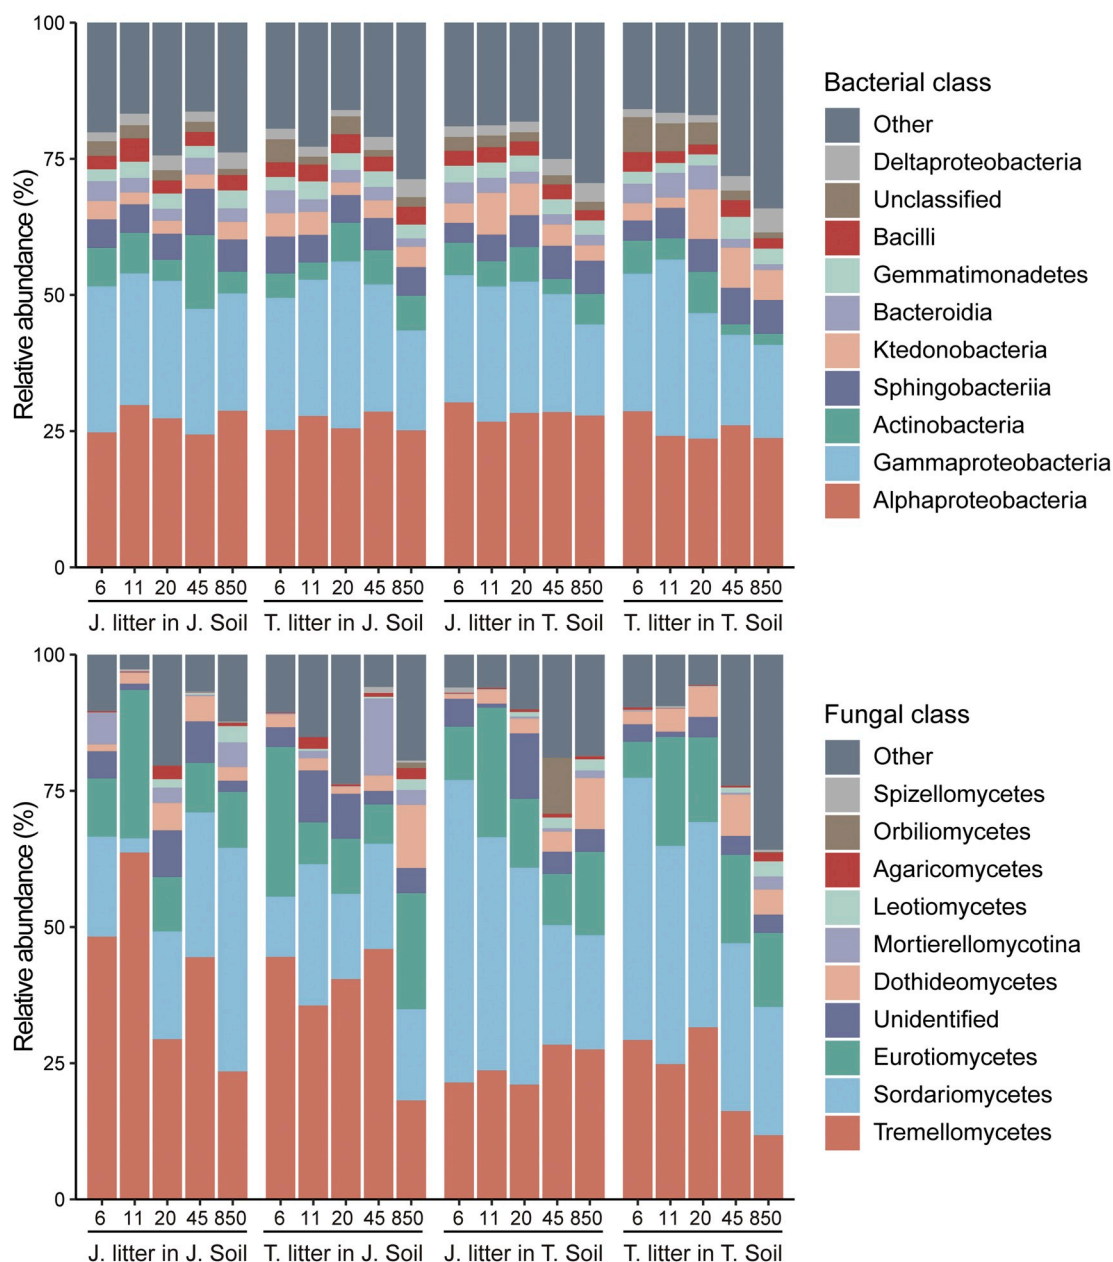 Relative abundance (%)
100
75
50
25
0
6 11 20 45 850 6 11 20 45 850 6 11 20 45 850 6 11 20 45 850
J. litter in J. Soil T. litter in J. Soil J. litter in T. Soil T. litter in T. Soil
Bacterial class
Other
Deltaproteobacteria
Unclassified
Bacilli
Gemmatimonadetes
Bacteroidia
Ktedonobacteria
Sphingobacteriia
Actinobacteria
Gammaproteobacteria
Alphaproteobacteria
Relative abundance (%)
100
75
50
25
0
6 11 20 45 850 6 11 20 45 850 6 11 20 45 850 6 11 20 45 850
J. litter in J. Soil T. litter in J. Soil J. litter in T. Soil T. litter in T. Soil
Fungal class
Other
Spizellomycetes
Orbiliomycetes
Agaricomycetes
Leotiomycetes
Mortierellomycotina
Dothideomycetes
Unidentified
Eurotiomycetes
Sordariomycetes
Tremellomycetes